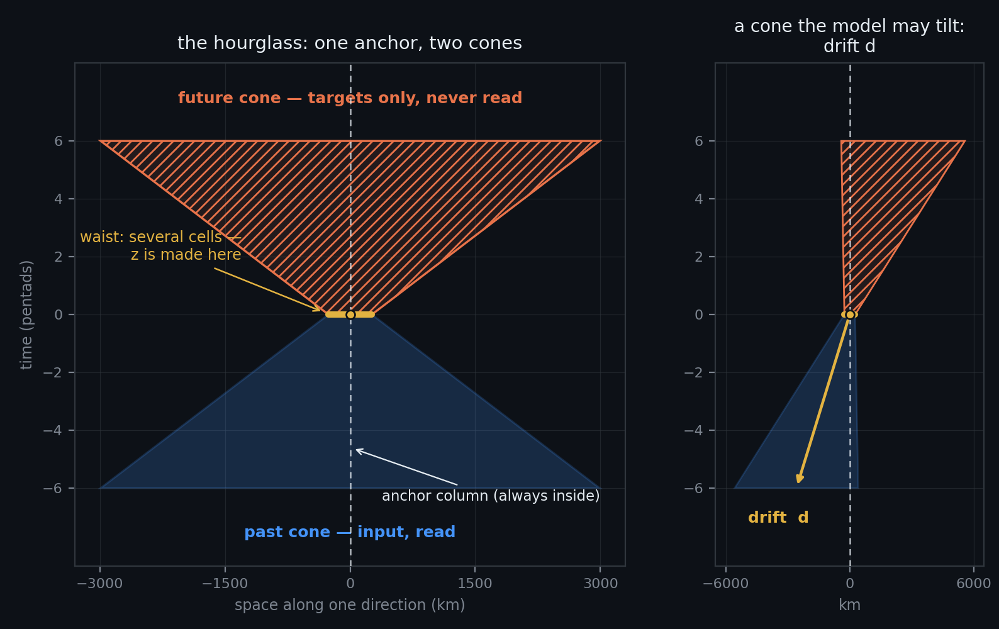 the hourglass: one anchor, two cones
future cone — targets only, never read
waist: several cells —
z is made here
anchor column (always inside)
past cone — input, read
time (pentads)
6
4
2
0
−2
−4
−6
−3000
−1500
0
1500
3000
space along one direction (km)
a cone the model may tilt:
drift d
6
4
2
0
−2
−4
−6
drift d
−6000
0
6000
km